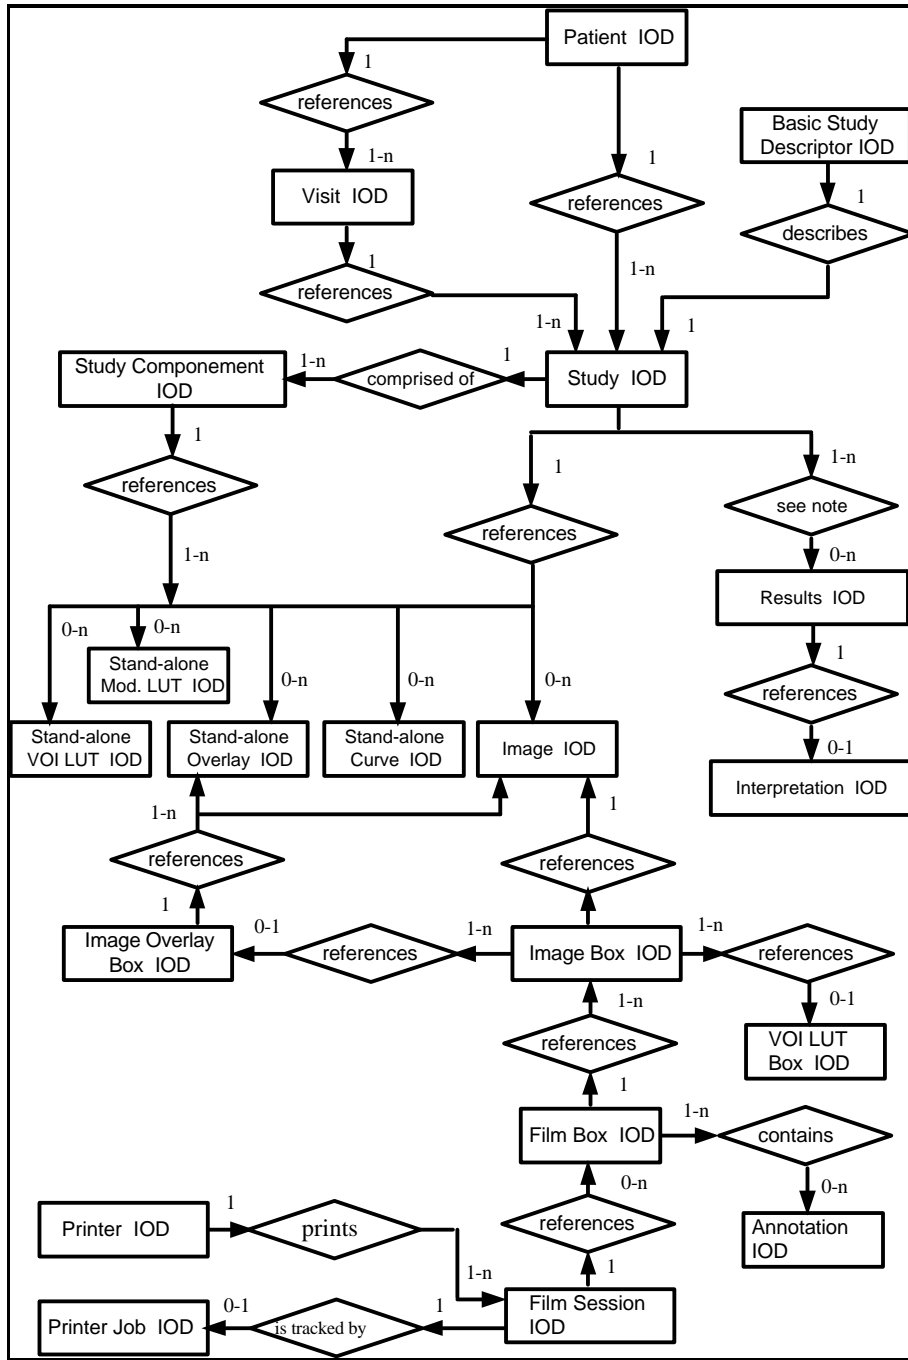 Patient IOD
1
references
1-n
Visit IOD
1
references
1-n
1
references
1-n
Basic Study
Descriptor IOD
1
describes
1
Study IOD
1
comprised of
1-n
Study Componement
IOD
1
references
1-n
1
references
1-n
see note
0-n
Results IOD
1
references
0-1
Interpretation IOD
0-n
0-n
0-n
0-n
0-n
Stand-alone
Mod. LUT IOD
Stand-alone
VOI LUT IOD
Stand-alone
Overlay IOD
Stand-alone
Curve IOD
Image IOD
1-n
references
1
1
references
Image Overlay
Box IOD
0-1
references
1-n
Image Box IOD
1-n
references
0-1
VOI LUT
Box IOD
1-n
references
1
Film Box IOD
1-n
contains
0-n
Annotation
IOD
0-n
references
1
Printer IOD
1
prints
1-n
Film Session
IOD
1
is tracked by
0-1
Printer Job IOD